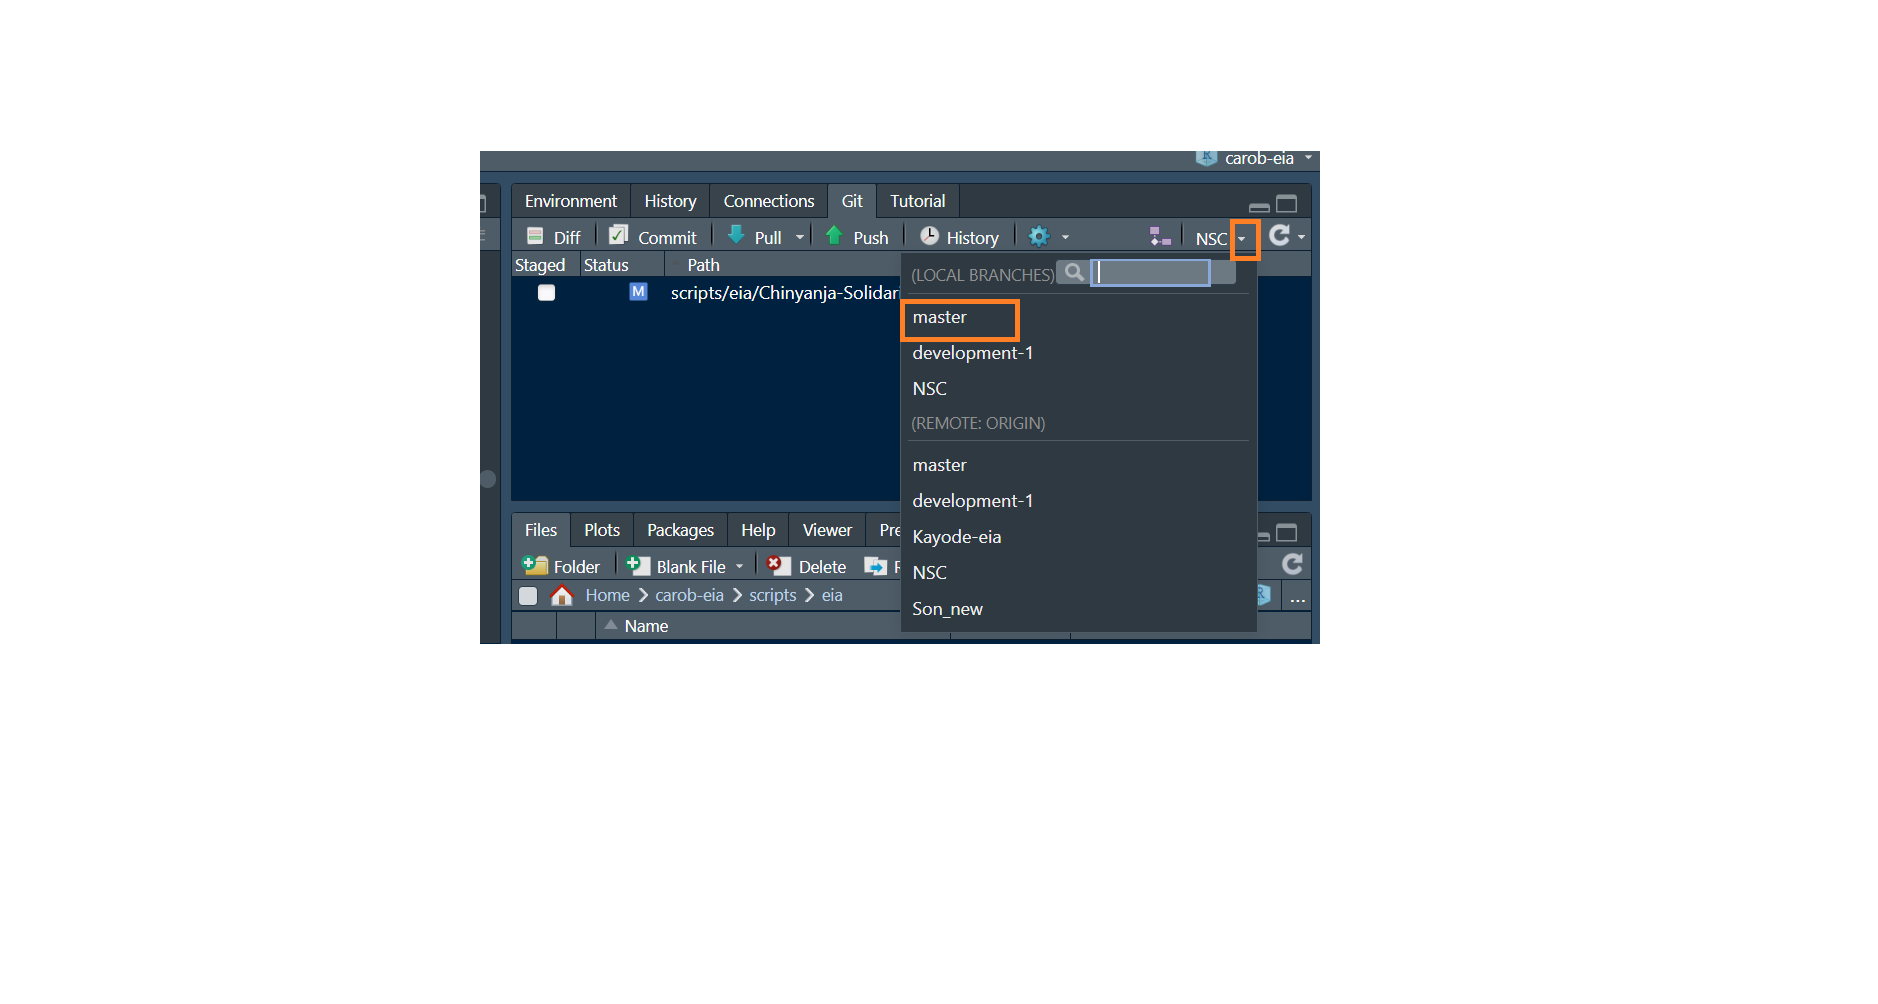 carob-eia
Environment History Connections Git Tutorial
Diff Commit Pull Push History NSC
Staged Status Path
(LOCAL BRANCHES)
M scripts/eia/Chinyanja-Solidari
master
development-1
NSC
(REMOTE: ORIGIN)
master
development-1
Kayode-eia
NSC
Son_new
Files Plots Packages Help Viewer Pre
Folder Blank File Delete R
Home carob-eia scripts eia
R ...
Name